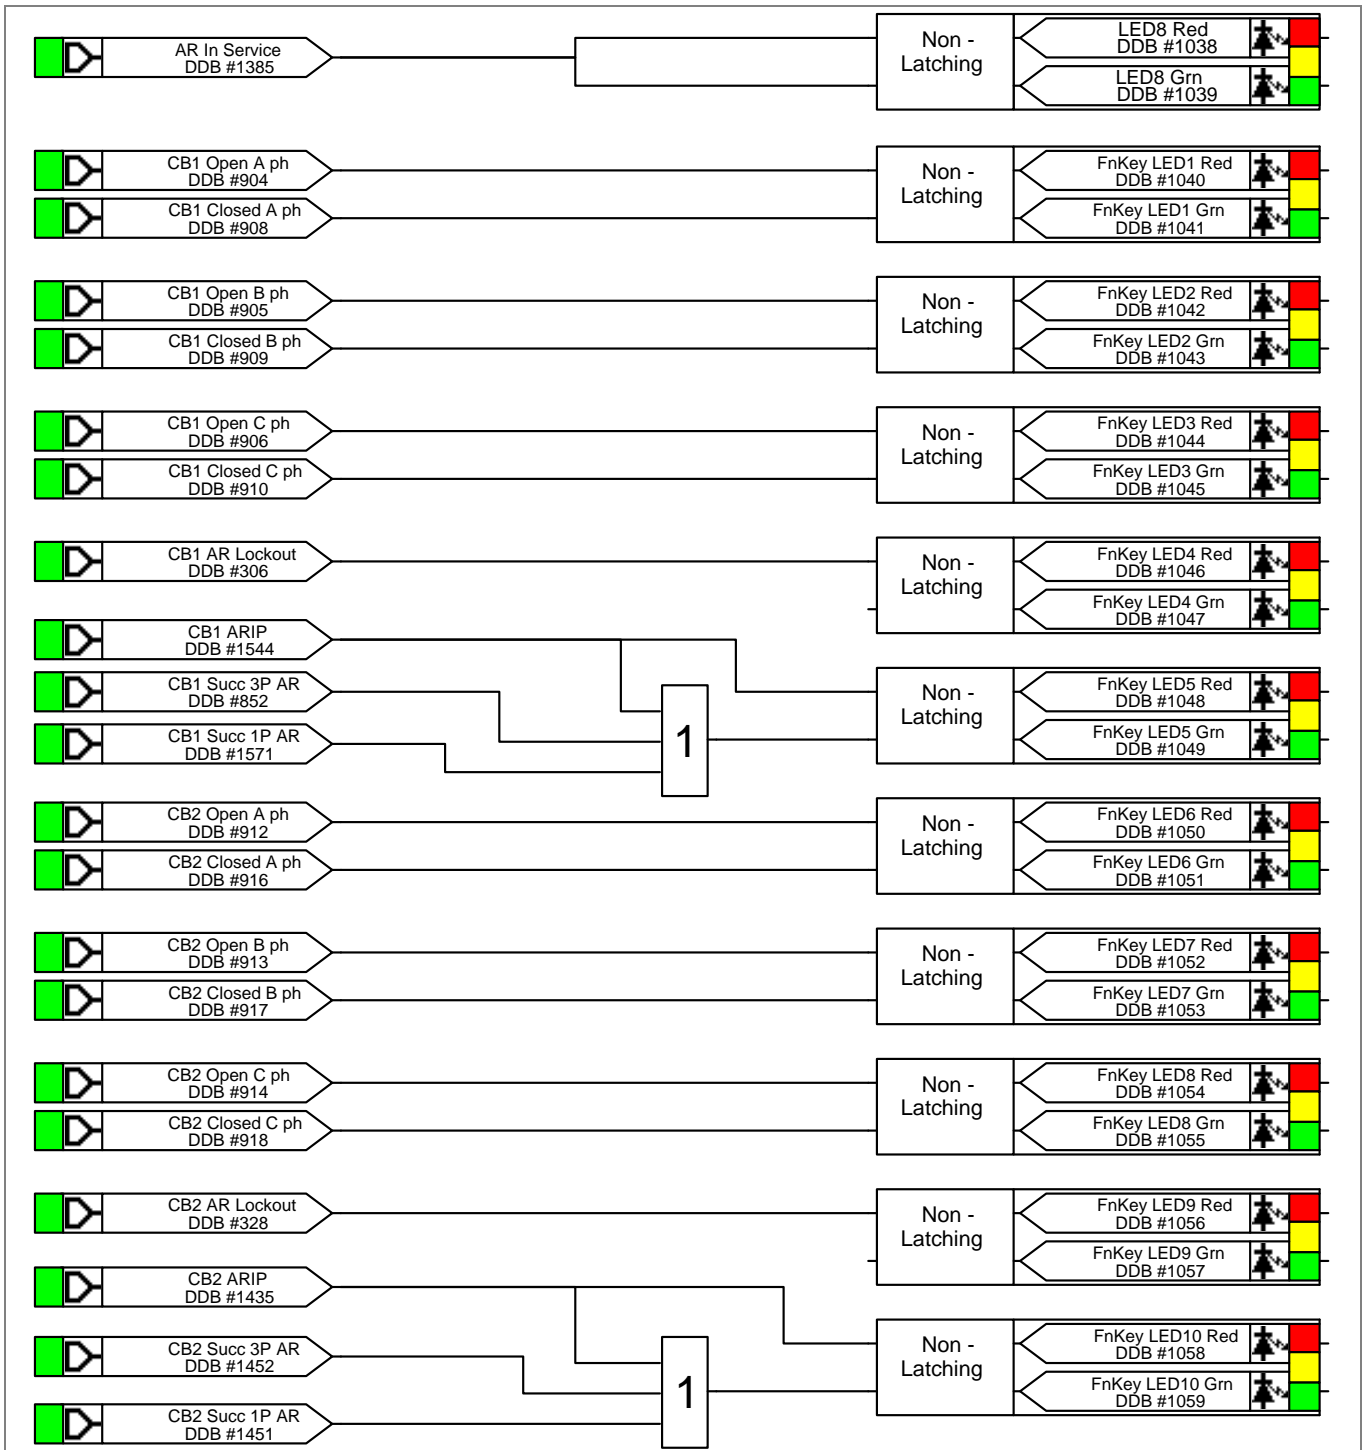 AR In Service
DDB #1385
Non -
Latching
LED8 Red
DDB #1038
LED8 Grn
DDB #1039
CB1 Open A ph
DDB #904
CB1 Closed A ph
DDB #908
Non -
Latching
FnKey LED1 Red
DDB #1040
FnKey LED1 Grn
DDB #1041
CB1 Open B ph
DDB #905
CB1 Closed B ph
DDB #909
Non -
Latching
FnKey LED2 Red
DDB #1042
FnKey LED2 Grn
DDB #1043
CB1 Open C ph
DDB #906
CB1 Closed C ph
DDB #910
Non -
Latching
FnKey LED3 Red
DDB #1044
FnKey LED3 Grn
DDB #1045
CB1 AR Lockout
DDB #306
Non -
Latching
FnKey LED4 Red
DDB #1046
FnKey LED4 Grn
DDB #1047
CB1 ARIP
DDB #1544
CB1 Succ 3P AR
DDB #852
CB1 Succ 1P AR
DDB #1571
1
Non -
Latching
FnKey LED5 Red
DDB #1048
FnKey LED5 Grn
DDB #1049
CB2 Open A ph
DDB #912
CB2 Closed A ph
DDB #916
Non -
Latching
FnKey LED6 Red
DDB #1050
FnKey LED6 Grn
DDB #1051
CB2 Open B ph
DDB #913
CB2 Closed B ph
DDB #917
Non -
Latching
FnKey LED7 Red
DDB #1052
FnKey LED7 Grn
DDB #1053
CB2 Open C ph
DDB #914
CB2 Closed C ph
DDB #918
Non -
Latching
FnKey LED8 Red
DDB #1054
FnKey LED8 Grn
DDB #1055
CB2 AR Lockout
DDB #328
Non -
Latching
FnKey LED9 Red
DDB #1056
FnKey LED9 Grn
DDB #1057
CB2 ARIP
DDB #1435
CB2 Succ 3P AR
DDB #1452
CB2 Succ 1P AR
DDB #1451
1
Non -
Latching
FnKey LED10 Red
DDB #1058
FnKey LED10 Grn
DDB #1059